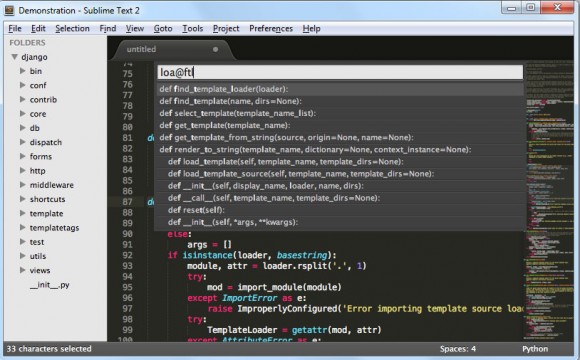 Demonstration - Sublime Text 2
File Edit Selection Find View Goto Tools Project Preferences Help
FOLDERS
django
bin
conf
contrib
core
db
dispatch
forms
http
middleware
shortcuts
template
templatetags
test
utils
views
__init__.py
untitled
loa@ftl
def find_template_loader(loader):
def find_template(name, dirs=None):
def select_template(template_name_list):
def get_template(template_name):
def get_template_from_string(source, origin=None, name=None):
def render_to_string(template_name, dictionary=None, context_instance=None):
def load_template(self, template_name, template_dirs=None):
def load_template_source(self, template_name, template_dirs=None):
def __init__(self, display_name, loader, name, dirs):
def __call__(self, template_name, template_dirs=None):
def reset(self):
def __init__(self, *args, **kwargs):
74
75
76
77
78
79
80
81 de
82
83
84
85
86
87 de
88
89
90 else:
91 args = []
92 if isinstance(loader, basestring):
93 module, attr = loader.rsplit('.', 1)
94 try:
95 mod = import_module(module)
96 except ImportError as e:
97 raise ImproperlyConfigured('Error importing template source loa
98 try:
99 TemplateLoader = getattr(mod, attr)
100 except AttributeError as e:
33 characters selected
Spaces: 4
Python